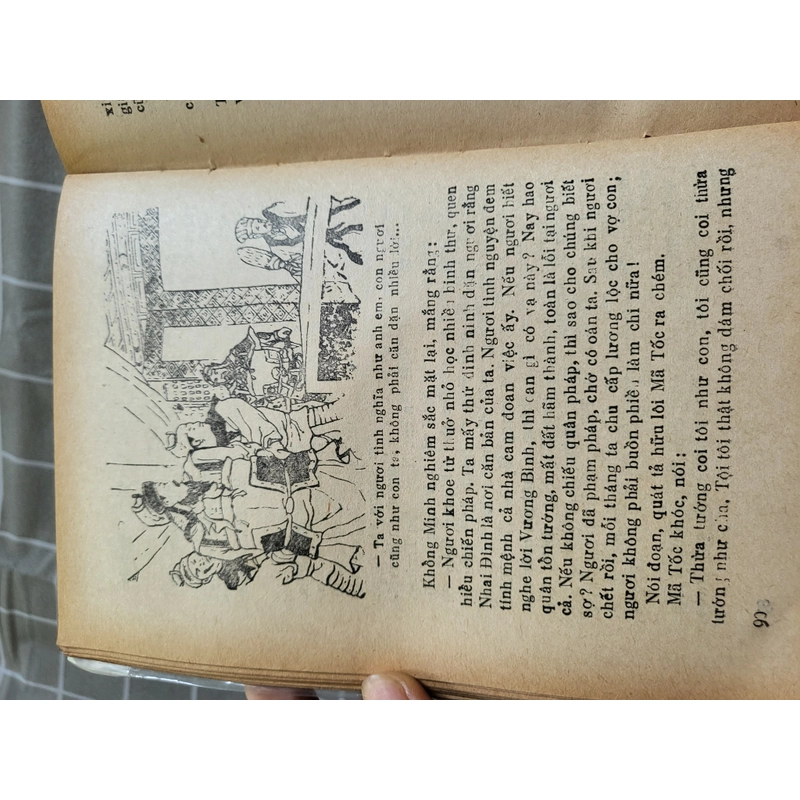 — Ta với ngươi tình nghĩa như anh em, con ngươi
cũng như con ta, không phải căn dặn nhiều lời...
Khổng Minh nghiêm sắc mặt lại, mắng rằng:
— Ngươi khoe từ thuở nhỏ học nhiều binh thư, quen
hiểu chiến pháp. Ta mấy thứ đinh ninh dặn ngươi rằng
Nhai Đình là nơi căn bản của ta. Ngươi tình nguyện đem
tính mệnh cả nhà cam đoan việc ấy. Nếu ngươi biết
nghe lời Vương Bình, thì can gì có vạ này? Nay hao
quân tổn tướng, mất đất hãm thành, toàn là lỗi tại ngươi
cả. Nếu không chiếu quân pháp, thì sao cho chúng biết
sợ? Ngươi đã phạm pháp, chớ có oán ta. Sau khi ngươi
chết rồi, mỗi tháng ta chu cấp lương lộc cho vợ con;
ngươi không phải buồn phiền làm chi nữa!
Nói đoạn, quát tả hữu lôi Mã Tốc ra chém.
Mã Tốc khóc, nói:
— Thừa tướng coi tôi như con, tôi cũng coi thừa
tướng như cha. Tội tôi thật không dám chối rồi, nhưng
xi
gi
c